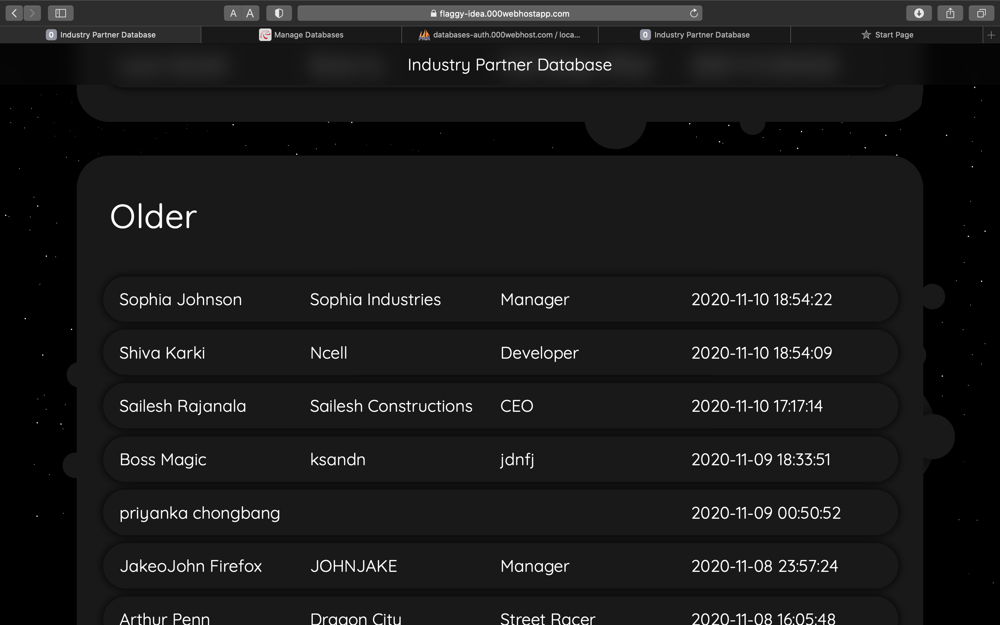 A A flaggy-idea.000webhostapp.com
0 Industry Partner Database Manage Databases PMA databases-auth.000webhost.com / loca... 0 Industry Partner Database Start Page
Industry Partner Database
Older
Sophia Johnson Sophia Industries Manager 2020-11-10 18:54:22
Shiva Karki Ncell Developer 2020-11-10 18:54:09
Sailesh Rajanala Sailesh Constructions CEO 2020-11-10 17:17:14
Boss Magic ksandn jdnfj 2020-11-09 18:33:51
priyanka chongbang 2020-11-09 00:50:52
JakeoJohn Firefox JOHNJAKE Manager 2020-11-08 23:57:24
Arthur Penn Dragon City Street Racer 2020-11-08 16:05:48